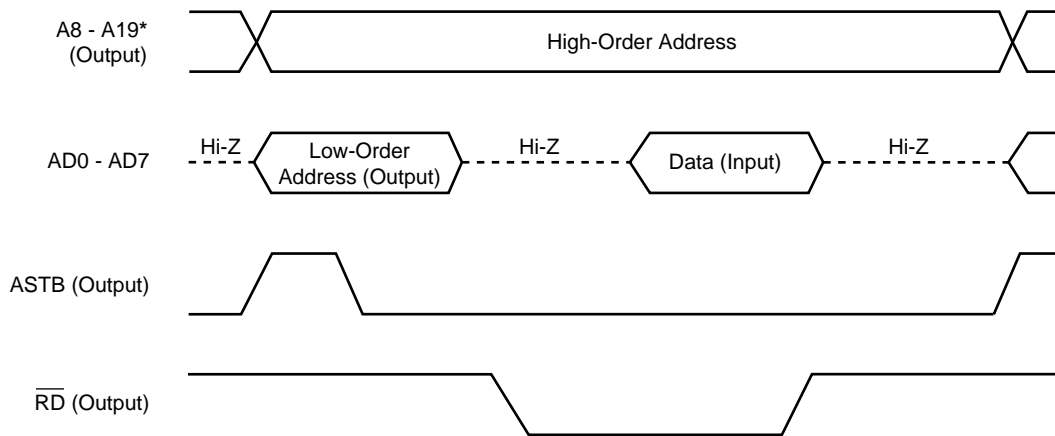 A8 - A19*
(Output)
High-Order Address
AD0 - AD7
Hi-Z
Low-Order
Address (Output)
Hi-Z
Data (Input)
Hi-Z
ASTB (Output)
RD (Output)